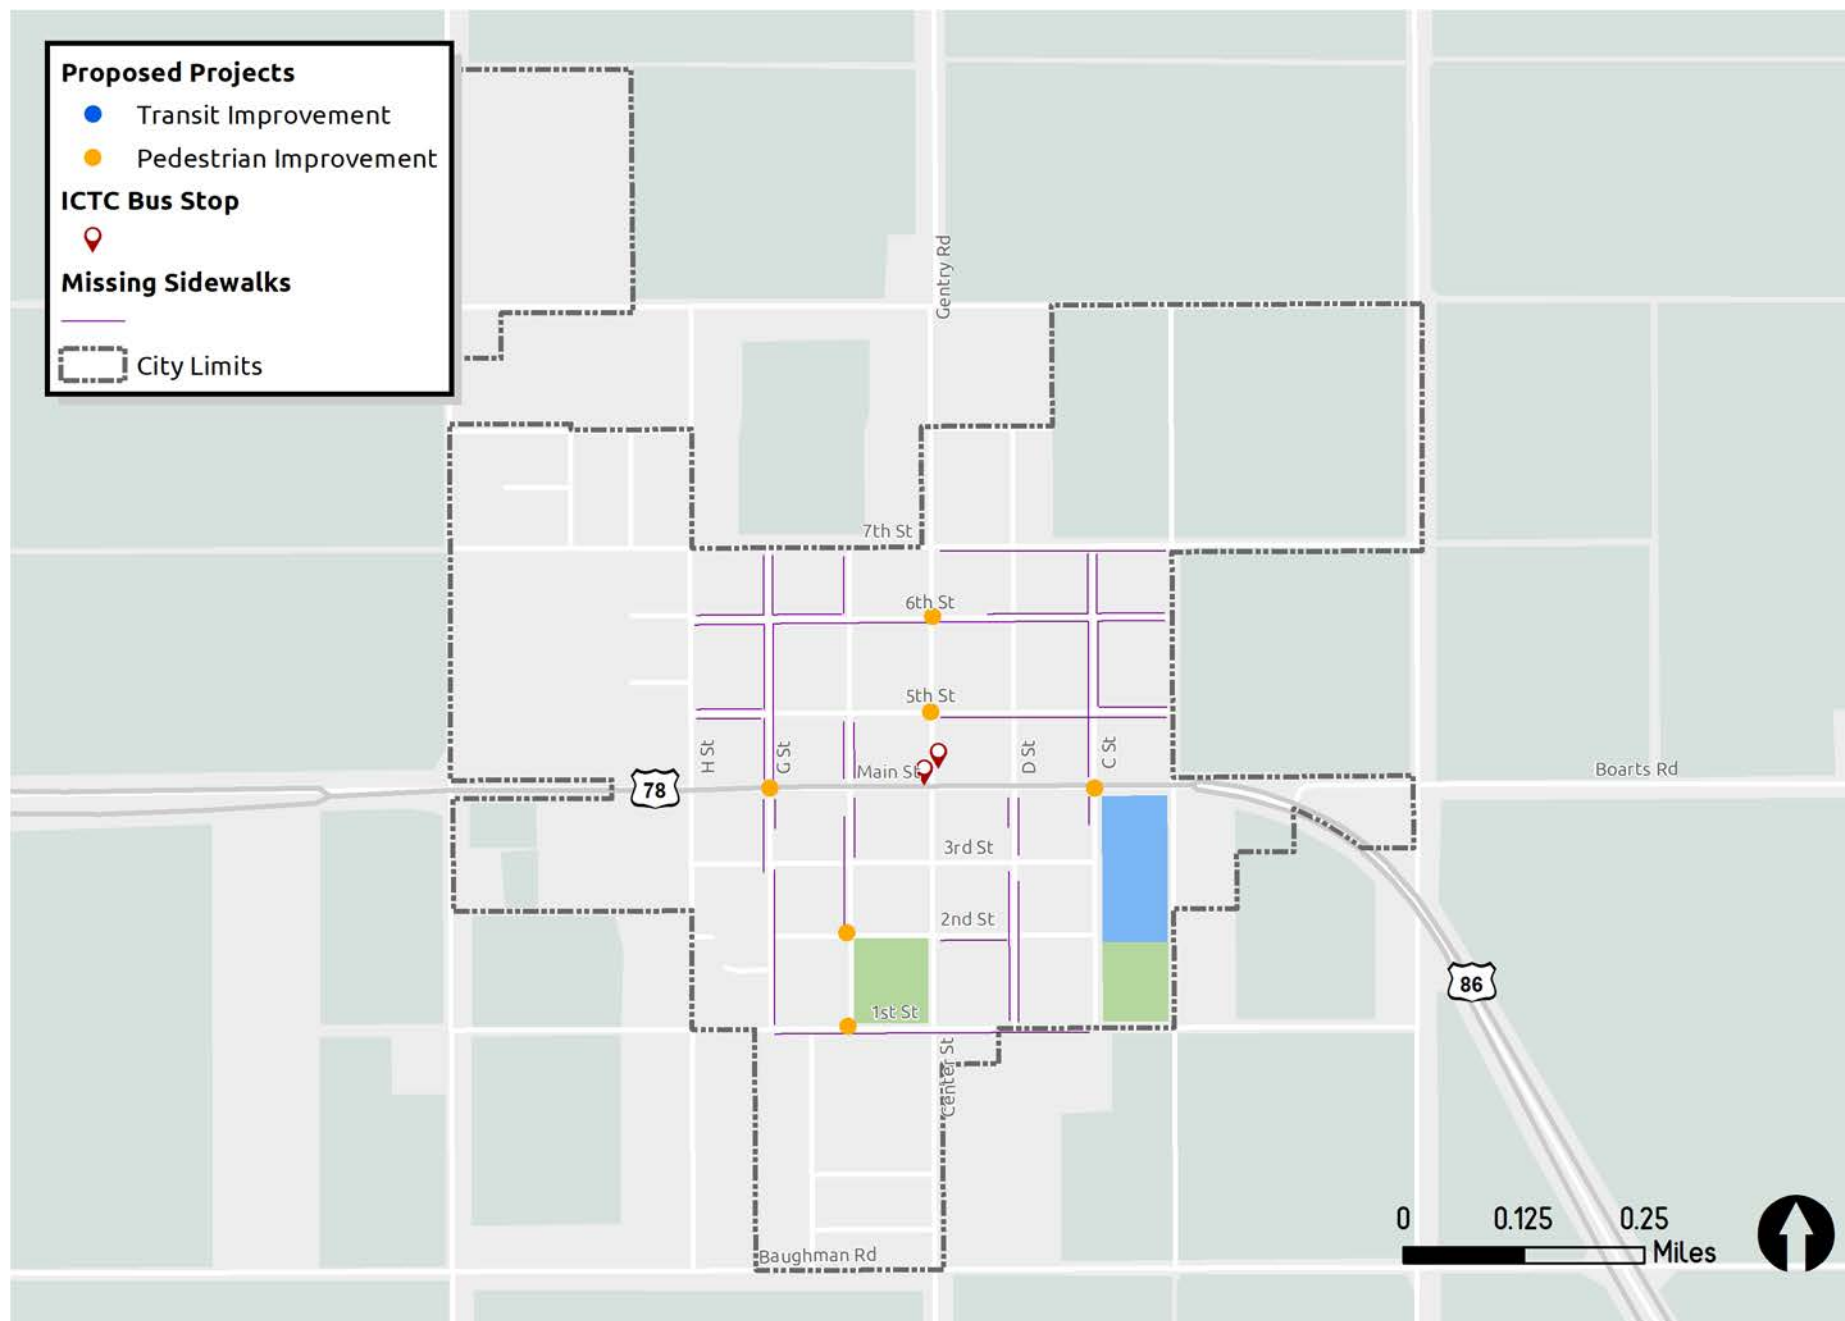 Proposed Projects
Transit Improvement
Pedestrian Improvement
ICTC Bus Stop
Missing Sidewalks
City Limits
Gentry Rd
7th St
6th St
5th St
H St
G St
Main St
D St
C St
Boarts Rd
78
3rd St
2nd St
86
1st St
Center St
Baughman Rd
0 0.125 0.25
Miles